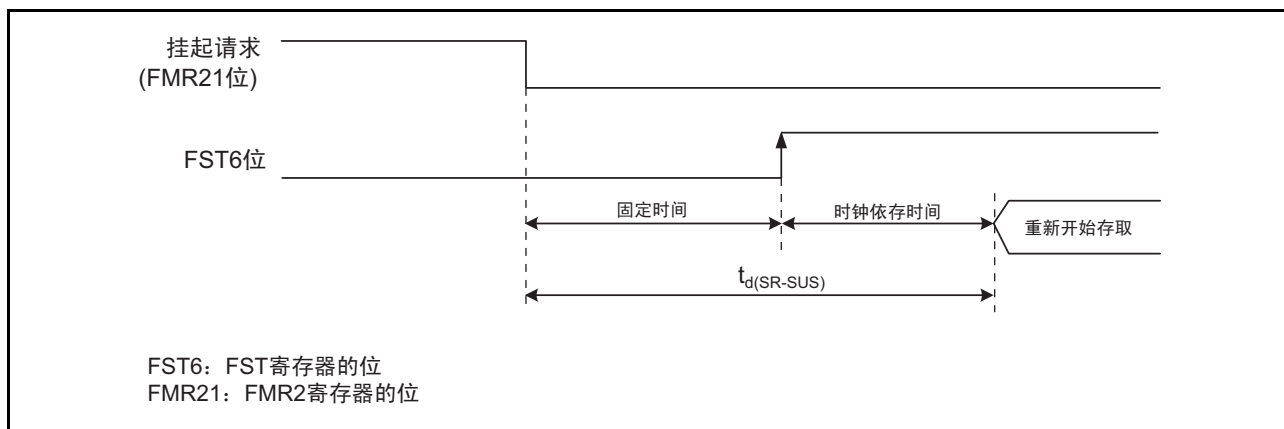 挂起请求
(FMR21位)
FST6位
固定时间
时钟依存时间
重新开始存取
td(SR-SUS)
FST6：FST寄存器的位
FMR21：FMR2寄存器的位